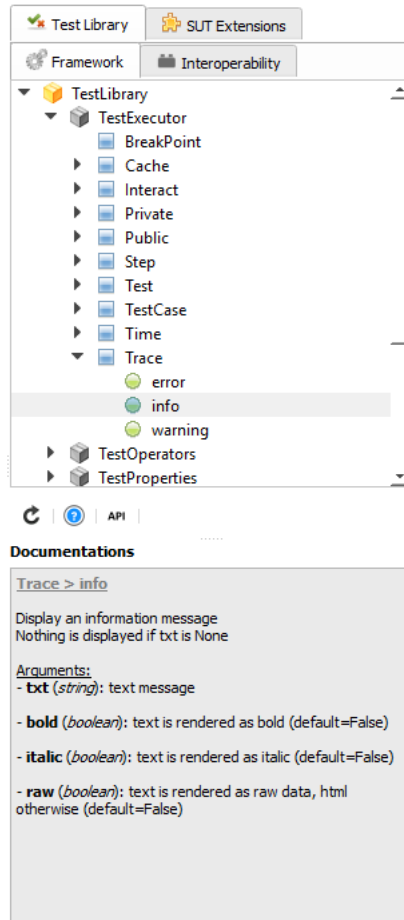 Test Library
SUT Extensions
Framework
Interoperability
TestLibrary
TestExecutor
BreakPoint
Cache
Interact
Private
Public
Step
Test
TestCase
Time
Trace
error
info
warning
TestOperators
TestProperties
API
Documentations
Trace > info
Display an information message
Nothing is displayed if txt is None
Arguments:
- txt (string): text message
- bold (boolean): text is rendered as bold (default=False)
- italic (boolean): text is rendered as italic (default=False)
- raw (boolean): text is rendered as raw data, html
otherwise (default=False)